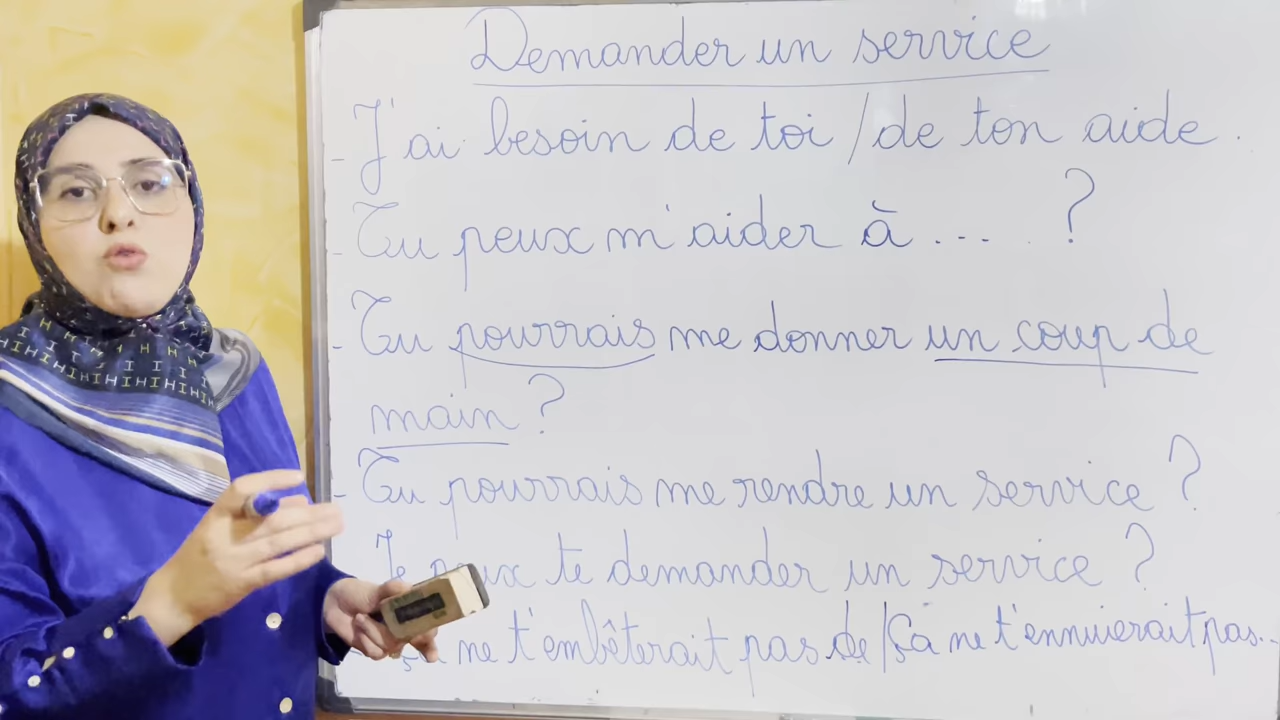 Demander un service
- J'ai besoin de toi / de ton aide.
- Tu peux m'aider à ... . ?
- Tu pourrais me donner un coup de
main ?
- Tu pourrais me rendre un service ?
Je peux te demander un service ?
ne t'embêterait pas de / Ça ne t'ennuierait pas...